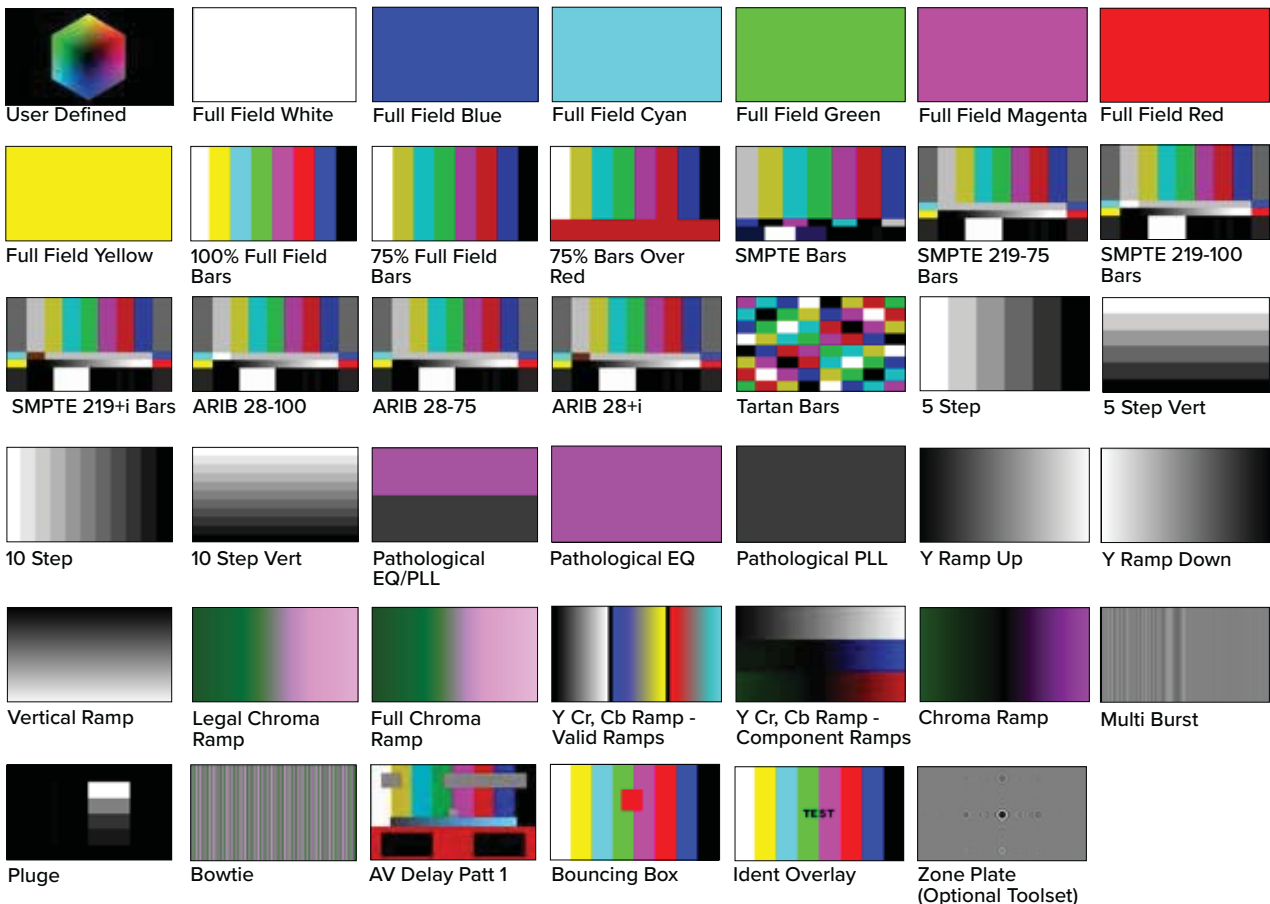 User Defined
Full Field White
Full Field Blue
Full Field Cyan
Full Field Green
Full Field Magenta
Full Field Red
Full Field Yellow
100% Full Field
Bars
75% Full Field
Bars
75% Bars Over
Red
SMPTE Bars
SMPTE 219-75
Bars
SMPTE 219-100
Bars
SMPTE 219+i Bars
ARIB 28-100
ARIB 28-75
ARIB 28+i
Tartan Bars
5 Step
5 Step Vert
10 Step
10 Step Vert
Pathological
EQ/PLL
Pathological EQ
Pathological PLL
Y Ramp Up
Y Ramp Down
Vertical Ramp
Legal Chroma
Ramp
Full Chroma
Ramp
Y Cr, Cb Ramp -
Valid Ramps
Y Cr, Cb Ramp -
Component Ramps
Chroma Ramp
Multi Burst
Pluge
Bowtie
AV Delay Patt 1
Bouncing Box
TEST
Ident Overlay
Zone Plate
(Optional Toolset)